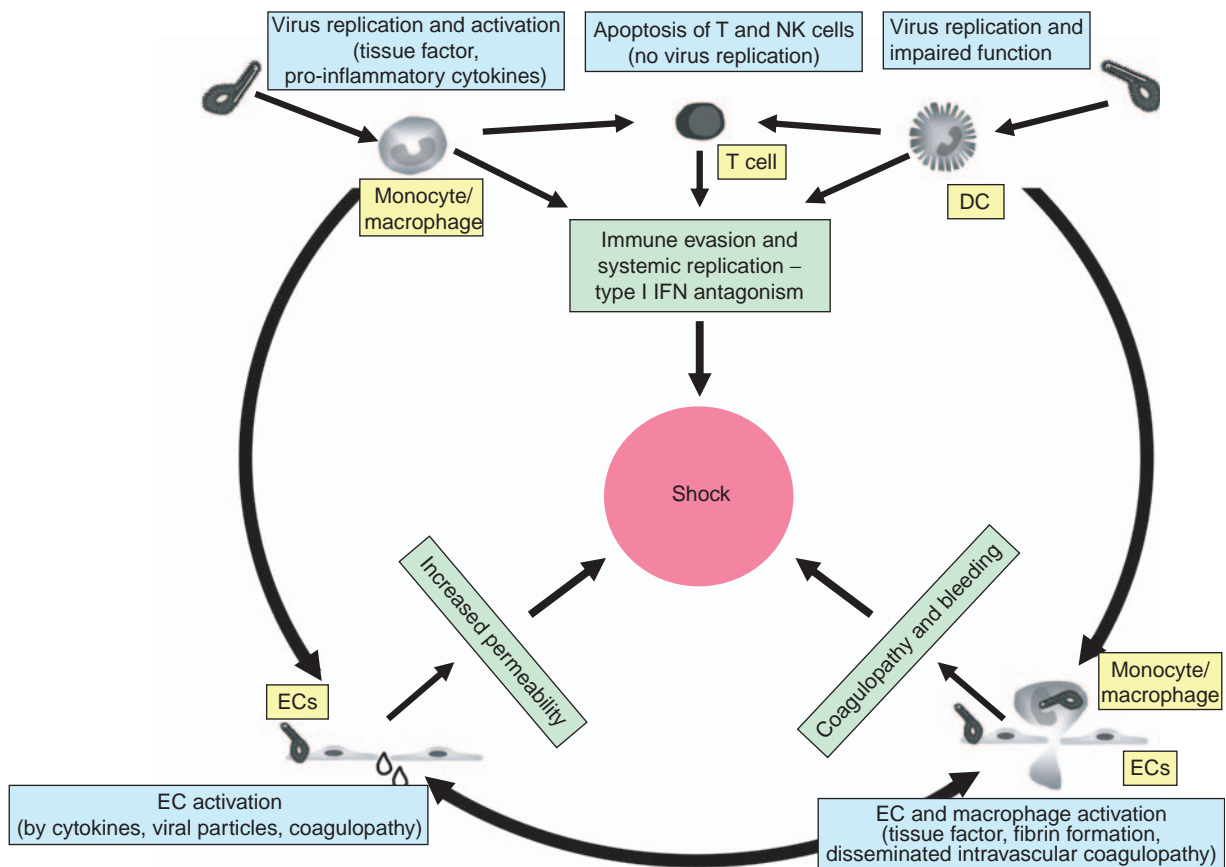 Virus replication and activation
(tissue factor,
pro-inflammatory cytokines)
Apoptosis of T and NK cells
(no virus replication)
Virus replication and
impaired function
Monocyte/
macrophage
T cell
DC
Immune evasion and
systemic replication –
type I IFN antagonism
Shock
Increased permeability
Coagulopathy and bleeding
ECs
Monocyte/
macrophage
ECs
EC activation
(by cytokines, viral particles, coagulopathy)
EC and macrophage activation
(tissue factor, fibrin formation,
disseminated intravascular coagulopathy)